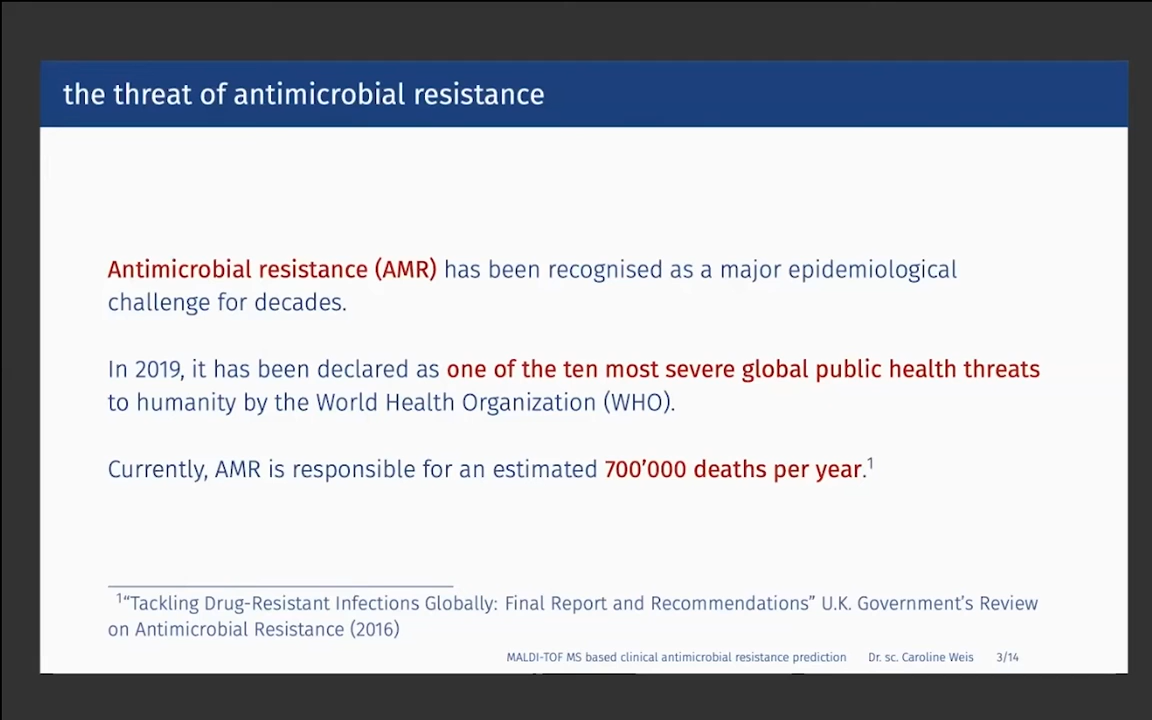 the threat of antimicrobial resistance
Antimicrobial resistance (AMR) has been recognised as a major epidemiological
challenge for decades.
In 2019, it has been declared as one of the ten most severe global public health threats
to humanity by the World Health Organization (WHO).
Currently, AMR is responsible for an estimated 700’000 deaths per year.¹
¹“Tackling Drug-Resistant Infections Globally: Final Report and Recommendations” U.K. Government’s Review
on Antimicrobial Resistance (2016)
MALDI-TOF MS based clinical antimicrobial resistance prediction Dr. sc. Caroline Weis 3/14